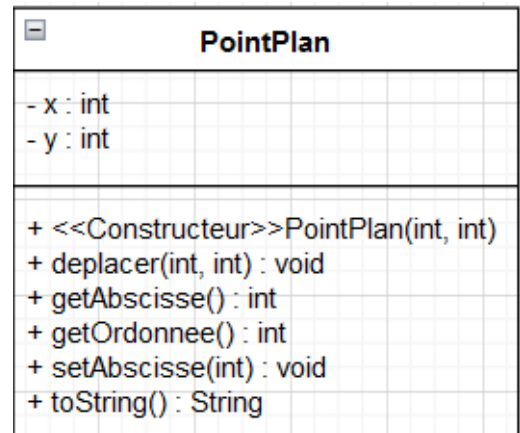 PointPlan
- x : int
- y : int
+ <<Constructeur>>PointPlan(int, int)
+ deplacer(int, int) : void
+ getAbscisse() : int
+ getOrdonnee() : int
+ setAbscisse(int) : void
+ toString() : String